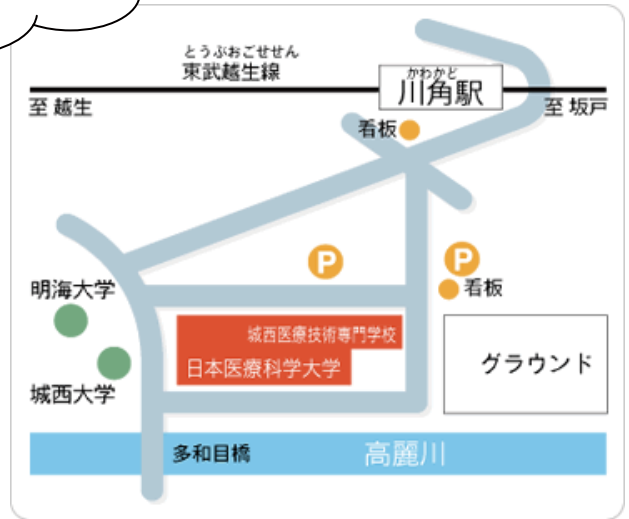 とうぶおごせせん
東武越生線
かわかど
川角駅
至 越生
至 坂戸
看板
P
P
看板
明海大学
城西医療技術専門学校
日本医療科学大学
グラウンド
城西大学
多和目橋
高麗川